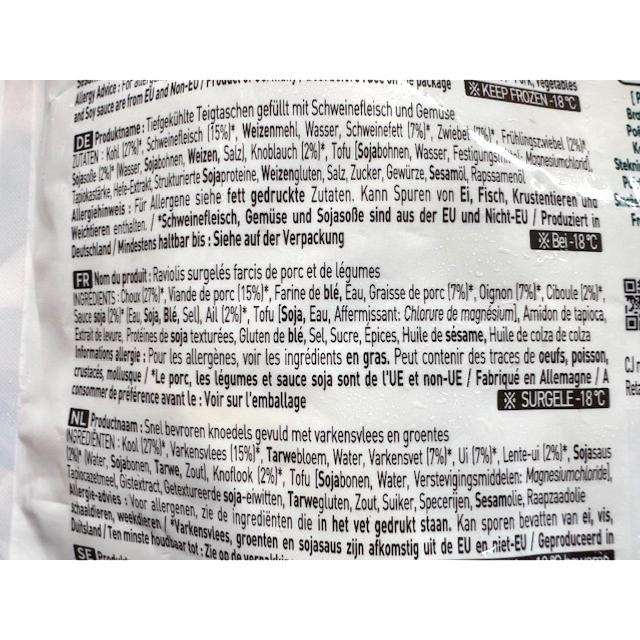 Allergy Advice : For
and Soy sauce are from EU and Non-EU / Product of Germany / the package
※ KEEP FROZEN -18°C
DE Produktname : Tiefgekühlte Teigtaschen gefüllt mit Schweinefleisch und Gemüse
ZUTATEN : Kohl (27%)*, Schweinefleisch (15%)*, Weizenmehl, Wasser, Schweinefett (7%)*, Zwiebel (7%)*, Frühlingszwiebel (2%)*,
Sojasoße (2%)* (Wasser, Sojabohnen, Weizen, Salz), Knoblauch (2%)*, Tofu [Sojabohnen, Wasser, Festigungsmittel: Magnesiumchlorid],
Tapiokastärke, Hefe-Extrakt, Strukturierte Sojaproteine, Weizengluten, Salz, Zucker, Gewürze, Sesamöl, Rapssamenöl
Allergiehinweis : Für Allergene siehe fett gedruckte Zutaten. Kann Spuren von Ei, Fisch, Krustentieren und
Weichtieren enthalten. / *Schweinefleisch, Gemüse und Sojasoße sind aus der EU und Nicht-EU / Produziert in
Deutschland / Mindestens haltbar bis : Siehe auf der Verpackung
※ Bei -18°C
FR Nom du produit : Raviolis surgelés farcis de porc et de légumes
INGREDIENTS : Choux (27%)*, Viande de porc (15%)*, Farine de blé, Eau, Graisse de porc (7%)*, Oignon (7%)*, Ciboule (2%)*,
Sauce soja (2%)* (Eau, Soja, Blé, Sel), Ail (2%)*, Tofu [Soja, Eau, Affermissant: Chlorure de magnésium], Amidon de tapioca,
Extrait de levure, Protéines de soja texturées, Gluten de blé, Sel, Sucre, Épices, Huile de sésame, Huile de colza de colza
Informations allergie : Pour les allergènes, voir les ingrédients en gras. Peut contenir des traces de oeufs, poisson,
crustacés, mollusque / *Le porc, les légumes et sauce soja sont de l'UE et non-UE / Fabriqué en Allemagne / A
consommer de préférence avant le : Voir sur l'emballage
※ SURGELE -18°C
NL Productnaam : Snel bevroren knoedels gevuld met varkensvlees en groentes
INGREDIËNTEN : Kool (27%)*, Varkensvlees (15%)*, Tarwebloem, Water, Varkensvet (7%)*, Ui (7%)*, Lente-ui (2%)*, Sojasaus
(2%)* (Water, Sojabonen, Tarwe, Zout), Knoflook (2%)*, Tofu [Sojabonen, Water, Verstevigingsmiddelen: Magnesiumchloride],
Tapiocazetmeel, Gistextract, Getextureerde soja-eiwitten, Tarwegluten, Zout, Suiker, Specerijen, Sesamolie, Raapzaadolie
Allergie-advies : Voor allergenen, zie de ingrediënten die in het vet gedrukt staan. Kan sporen bevatten van ei, vis,
schaaldieren, weekdieren / *Varkensvlees, groenten en sojasaus zijn afkomstig uit de EU en niet-EU / Geproduceerd in
Duitsland / Ten minste houdbaar tot : Zie op de
SE